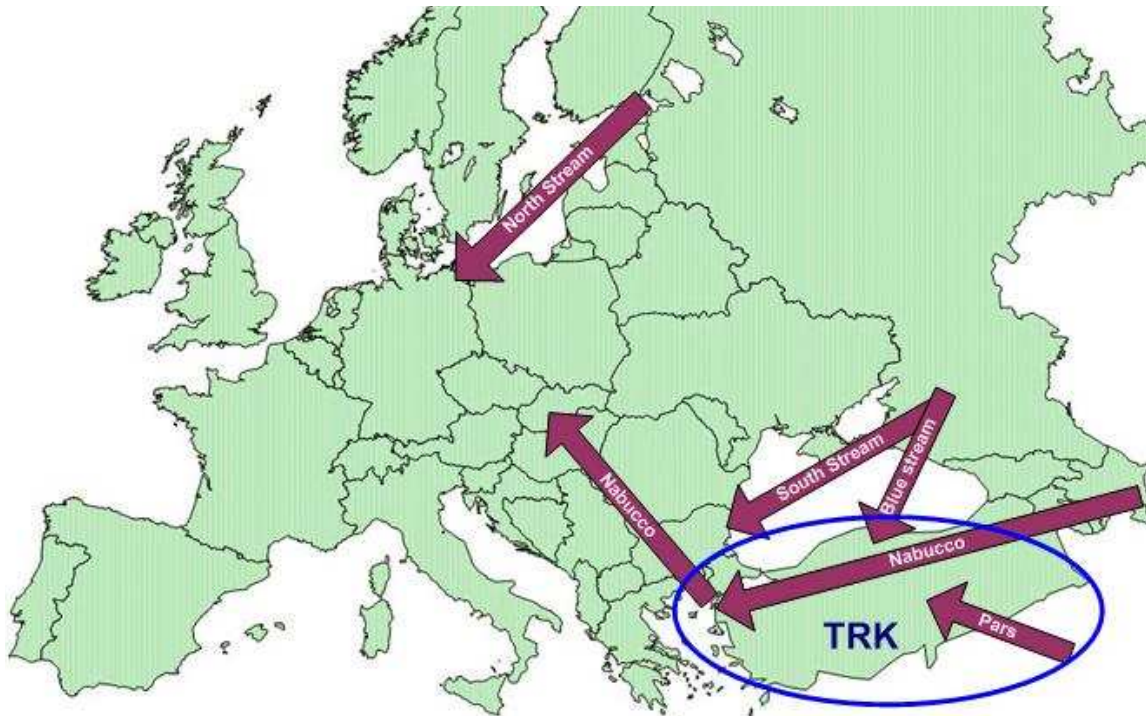 North Stream
South Stream
Blue stream
Nabucco
Nabucco
Pars
TRK